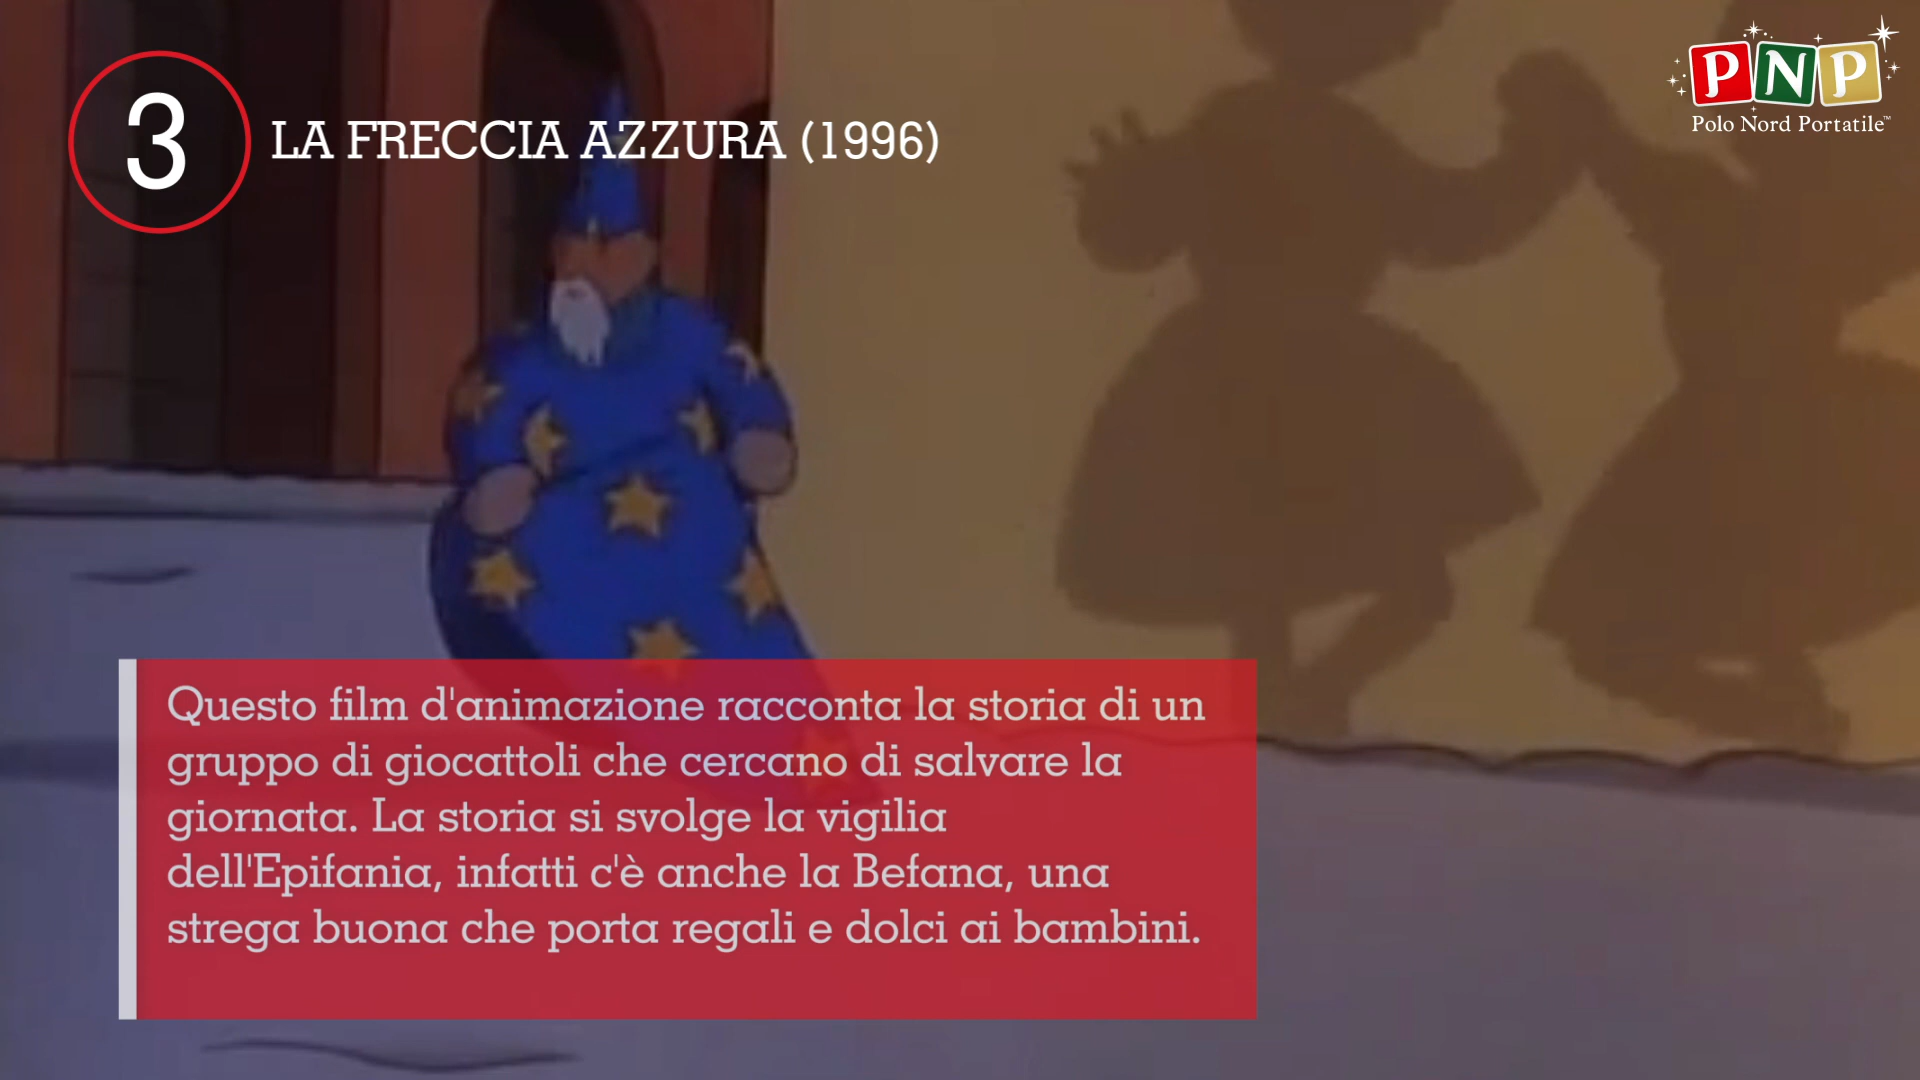 3
LA FRECCIA AZZURA (1996)
PNP
Polo Nord Portatile™
Questo film d'animazione racconta la storia di un
gruppo di giocattoli che cercano di salvare la
giornata. La storia si svolge la vigilia
dell'Epifania, infatti c'è anche la Befana, una
strega buona che porta regali e dolci ai bambini.